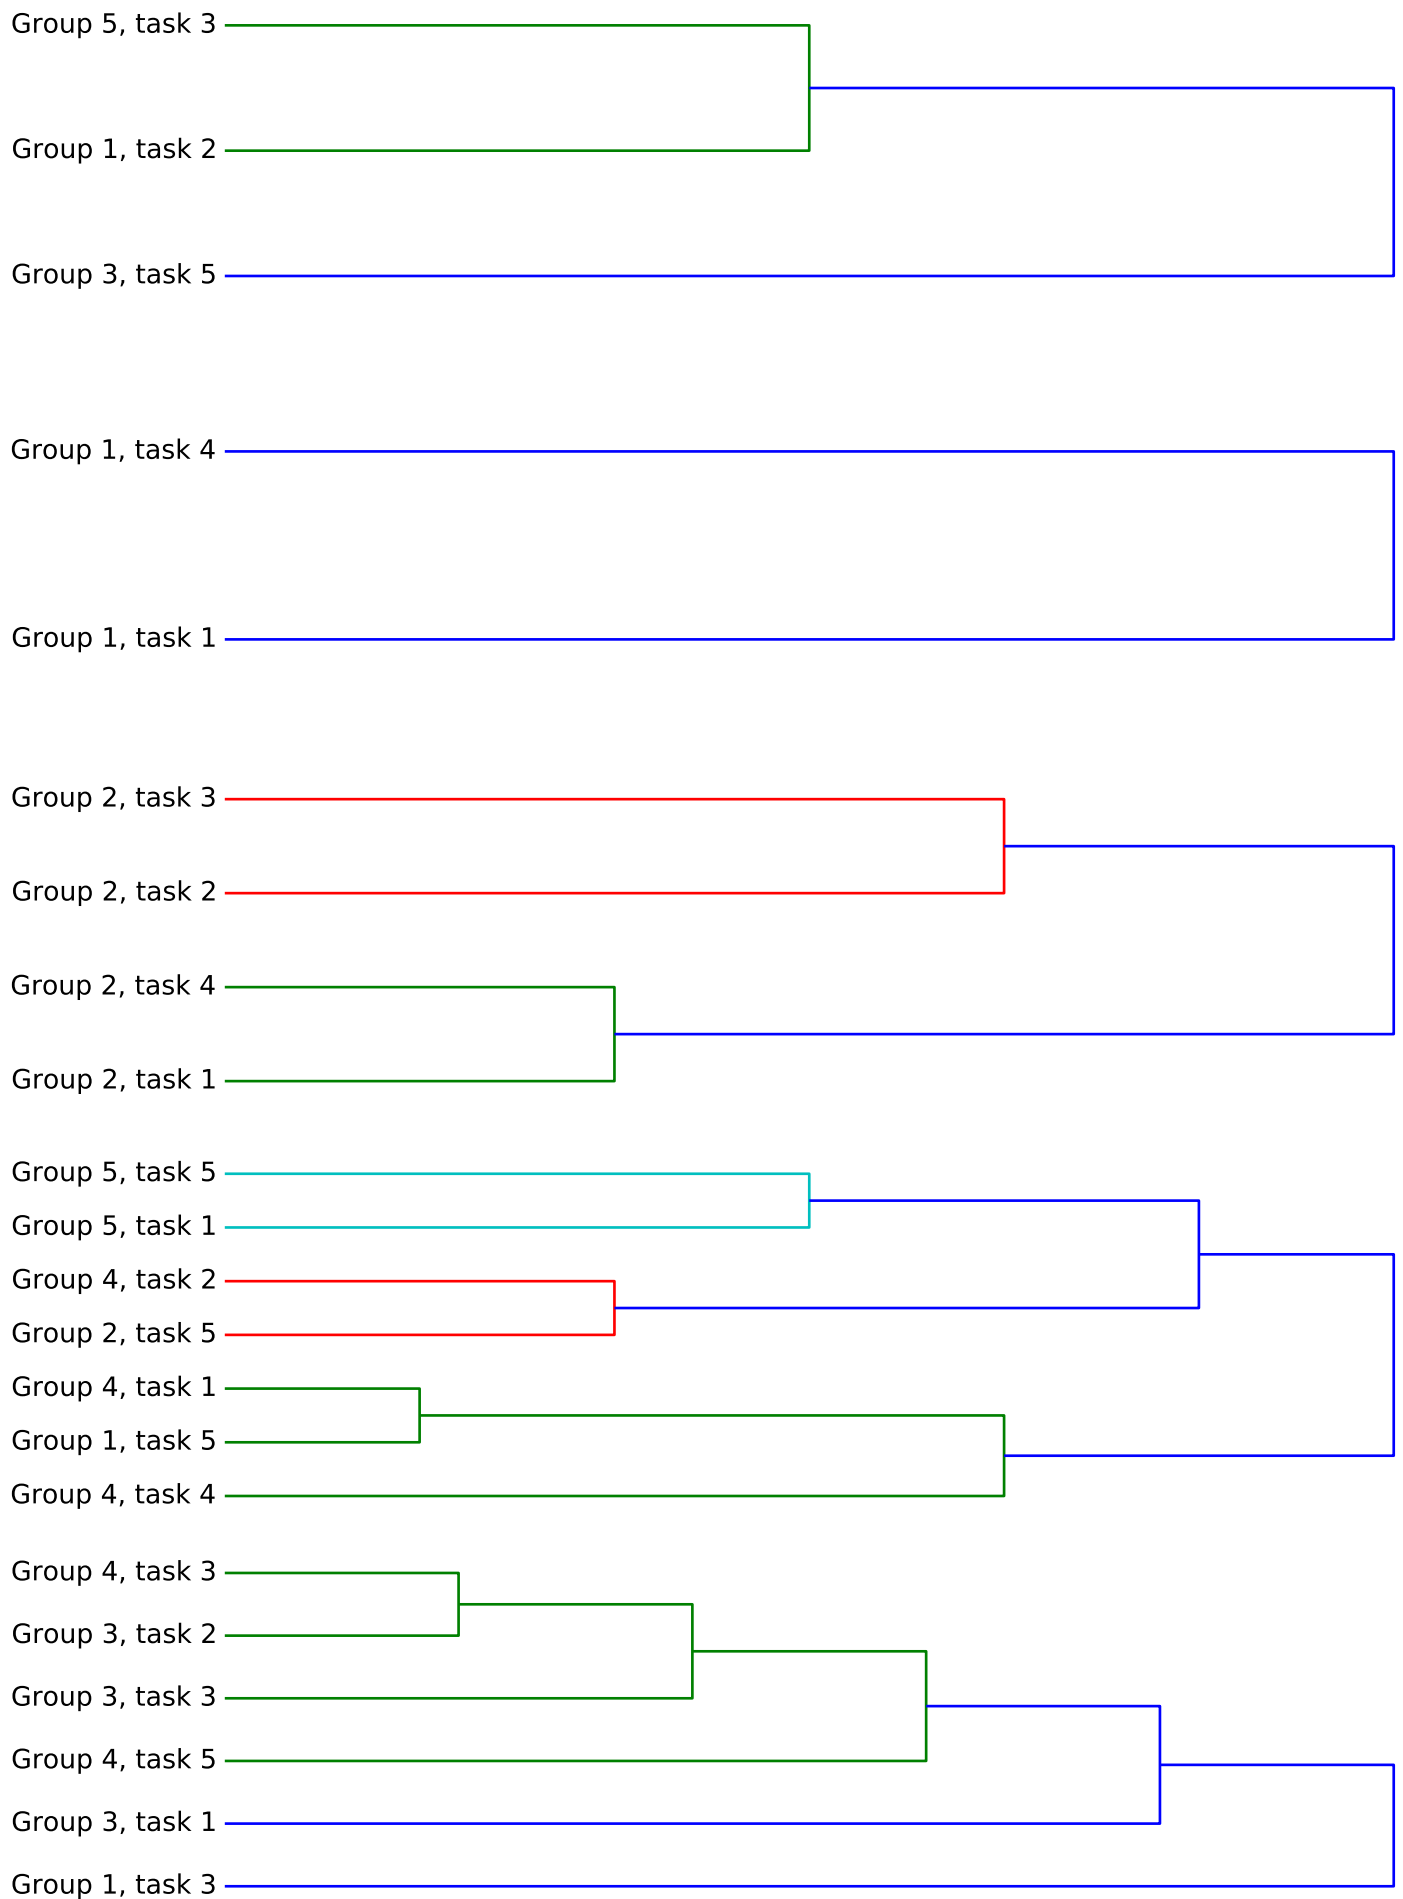 Group 5, task 3
Group 1, task 2
Group 3, task 5
Group 1, task 4
Group 1, task 1
Group 2, task 3
Group 2, task 2
Group 2, task 4
Group 2, task 1
Group 5, task 5
Group 5, task 1
Group 4, task 2
Group 2, task 5
Group 4, task 1
Group 1, task 5
Group 4, task 4
Group 4, task 3
Group 3, task 2
Group 3, task 3
Group 4, task 5
Group 3, task 1
Group 1, task 3